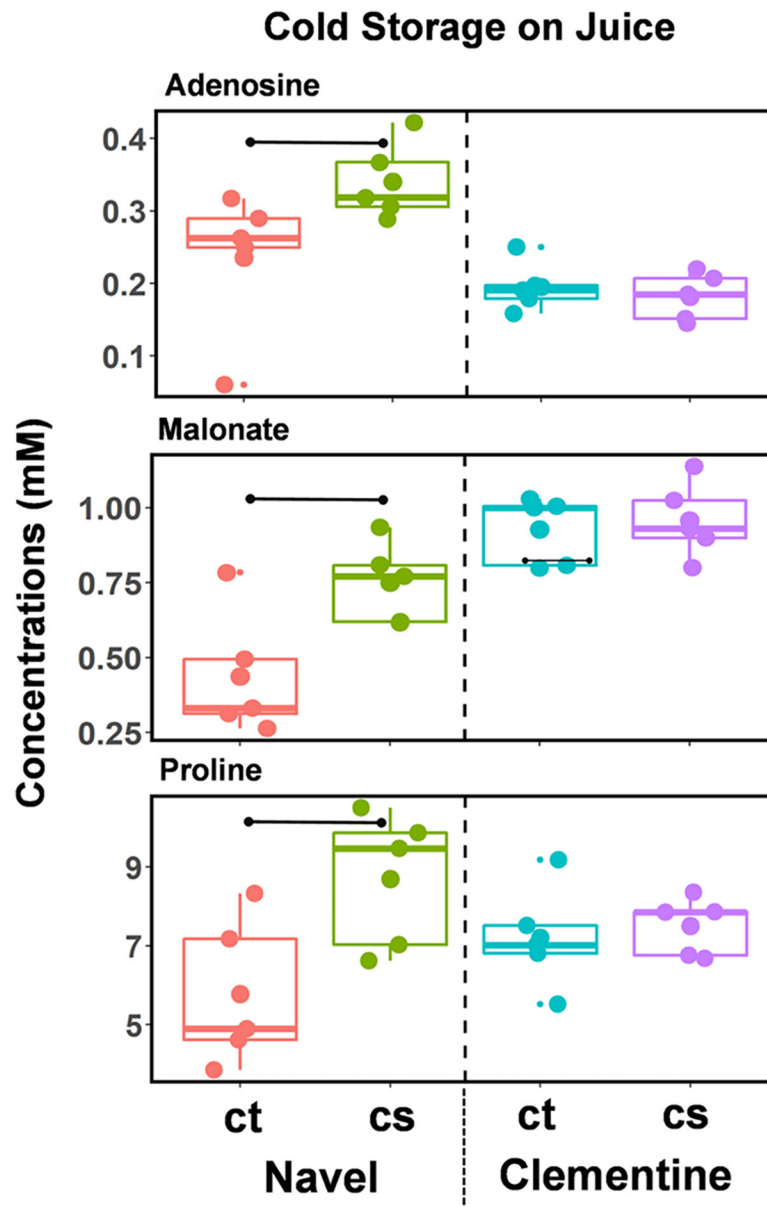 Cold Storage on Juice
Adenosine
0.4
0.3
0.2
0.1
Concentrations (mM)
Malonate
1.00
0.75
0.50
0.25
Proline
9
7
5
ct cs ct cs
Navel Clementine